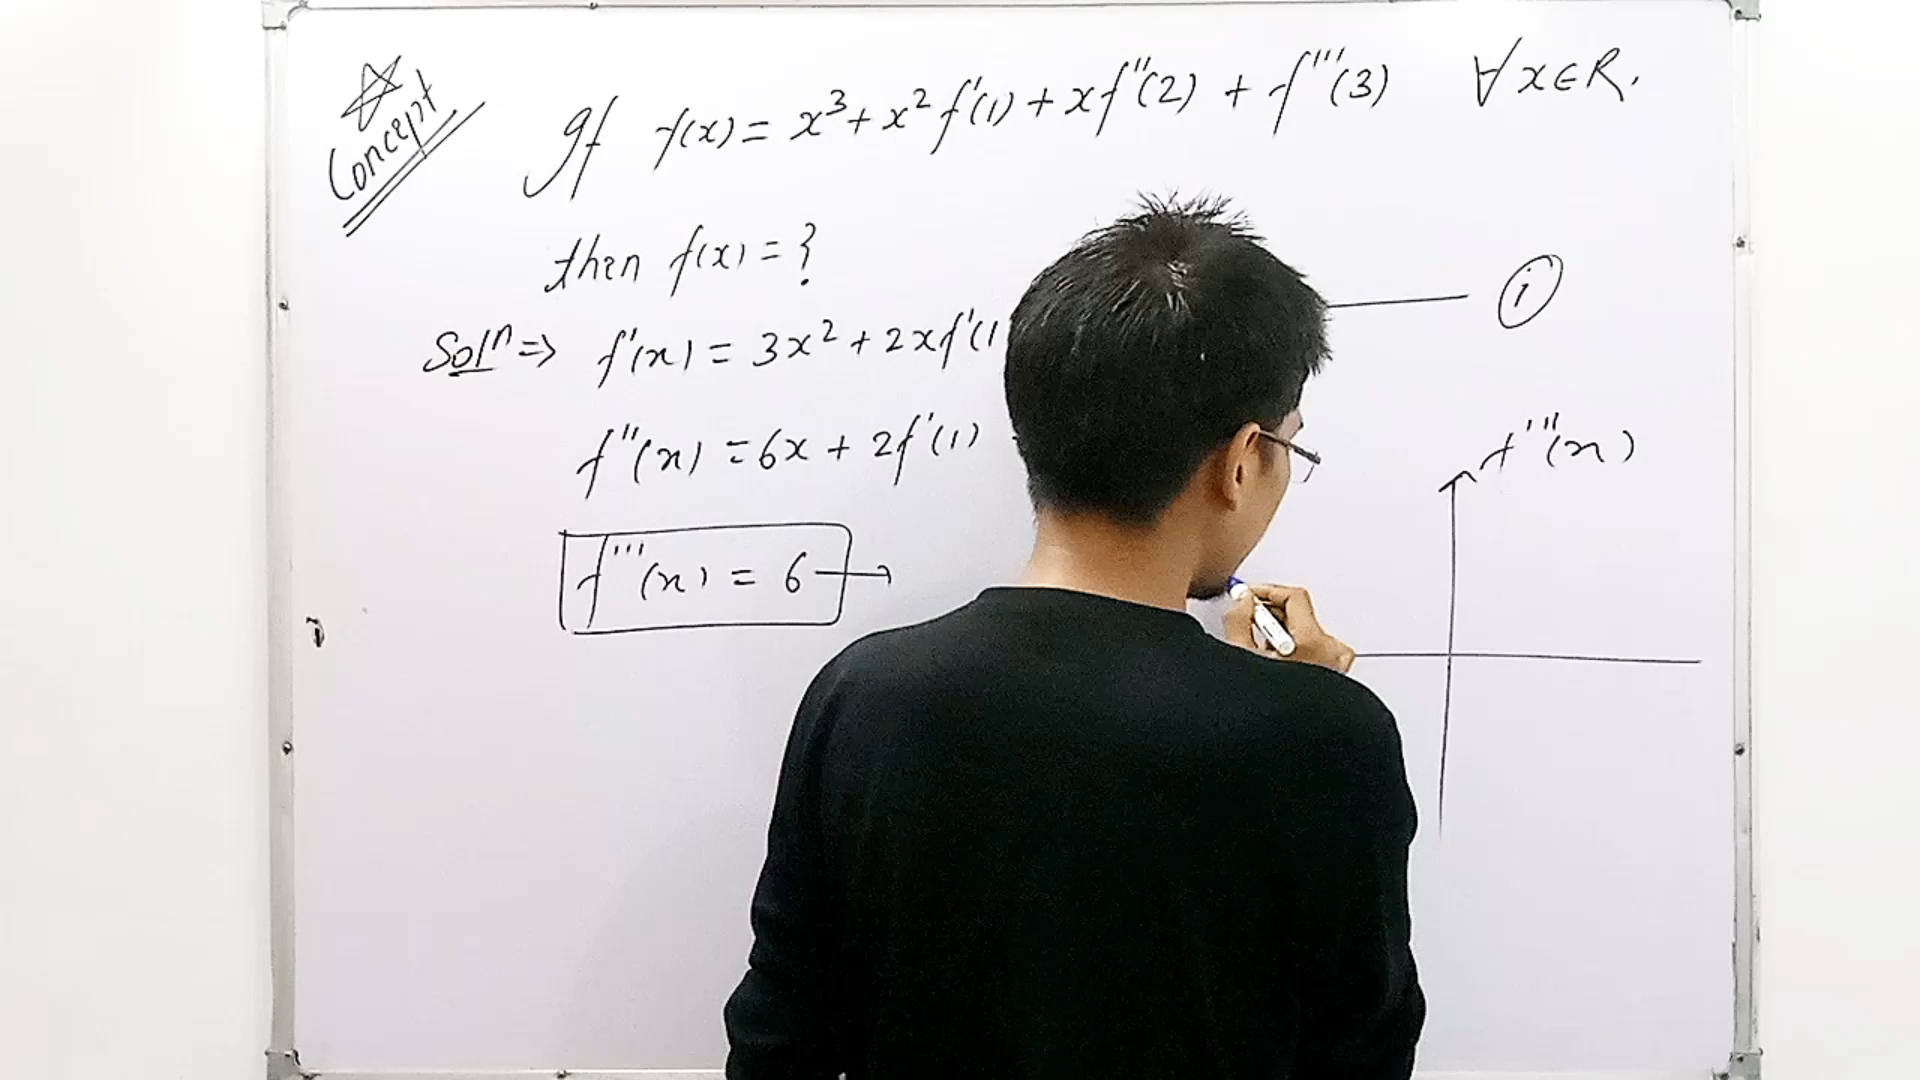 Concept
If f(x) = x³ + x² f'(1) + x f''(2) + f'''(3) ∀ x ∈ R.
then f(x) = ?
Solⁿ ⇒ f'(x) = 3x² + 2x f'(1
i
f''(x) = 6x + 2f'(1)
f'''(x)
f'''(x) = 6 →